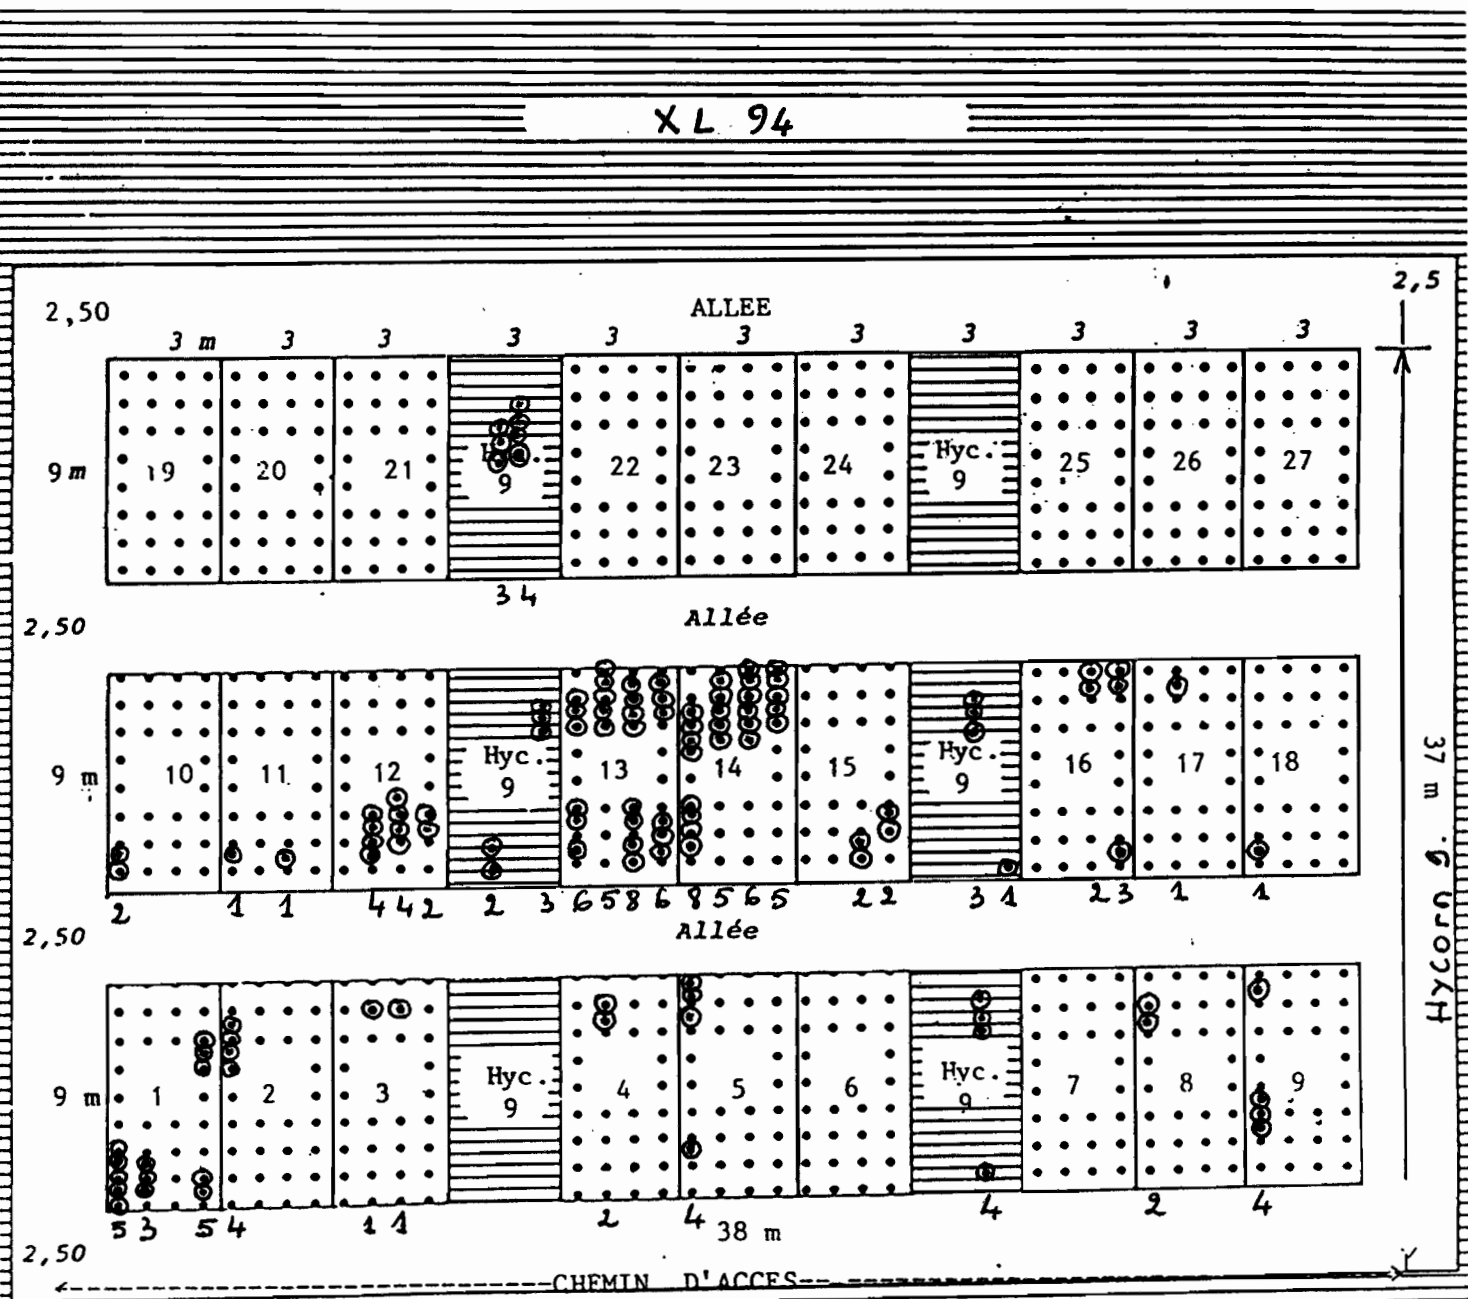 XL 94
2,50 ALLEE 2,5
3 m 3 3 3 3 3 3 3 3 3 3
9 m 19 20 21 9 22 23 24 Hyc. 9 25 26 27
3 4
2,50 Allée
9 m 10 11 12 Hyc. 9 13 14 15 Hyc. 9 16 17 18
2 1 1 4 4 2 2 3 6 5 8 6 8 5 6 5 2 2 3 1 2 3 1 1
2,50 Allée
37 m
Hycorn 9.
9 m 1 2 3 Hyc. 9 4 5 6 Hyc. 9 7 8 9
5 3 5 4 1 1 2 4 4 2 4
38 m
2,50
CHEMIN D'ACCES